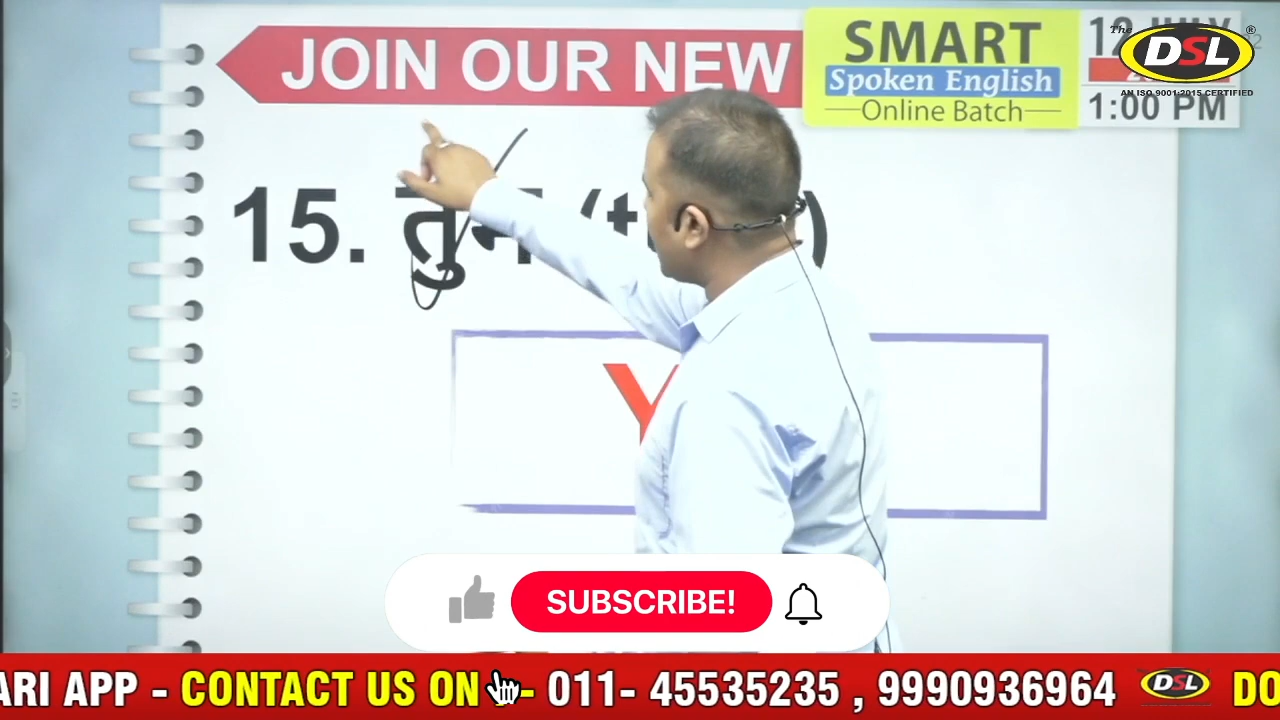 JOIN OUR NEW
SMART
Spoken English
Online Batch
12 JULY
1:00 PM
The
DSL
®
AN ISO 9001:2015 CERTIFIED
15.
SUBSCRIBE!
ARI APP - CONTACT US ON - 011- 45535235 , 9990936964 DSL DO